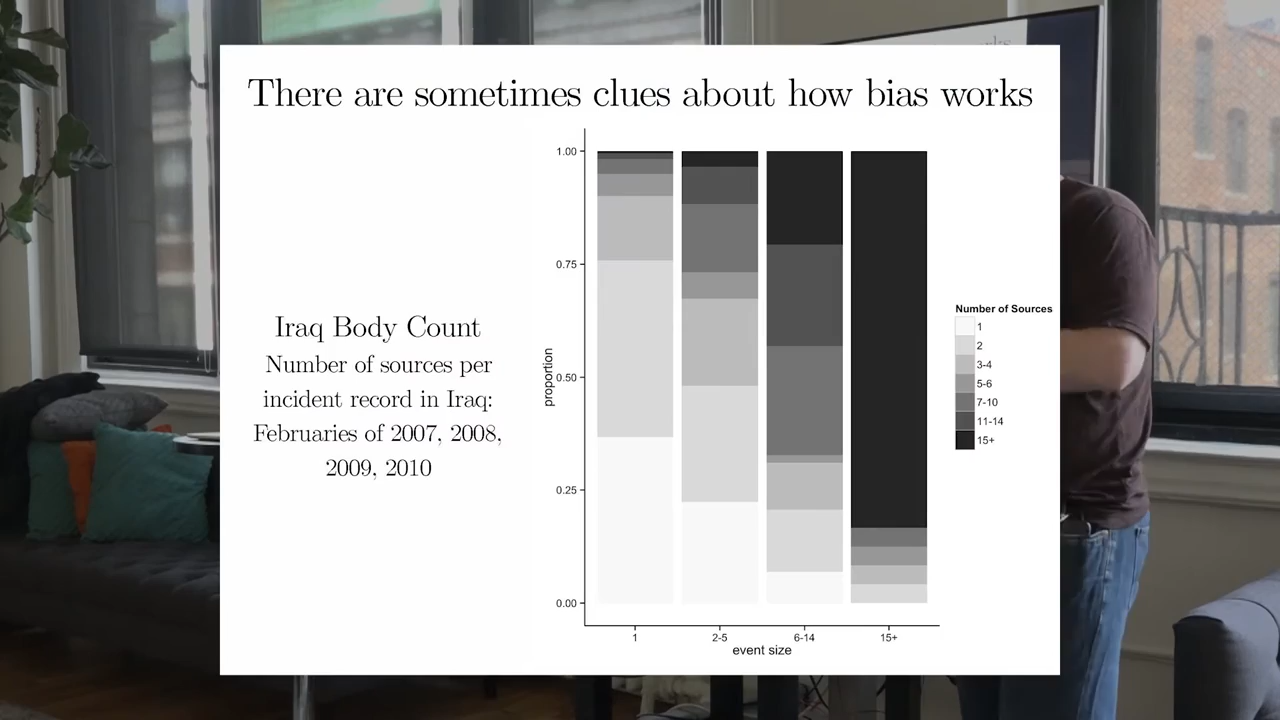 There are sometimes clues about how bias works
Iraq Body Count
Number of sources per
incident record in Iraq:
Februaries of 2007, 2008,
2009, 2010
proportion
1.00
0.75
0.50
0.25
0.00
1
2-5
6-14
15+
event size
Number of Sources
1
2
3-4
5-6
7-10
11-14
15+